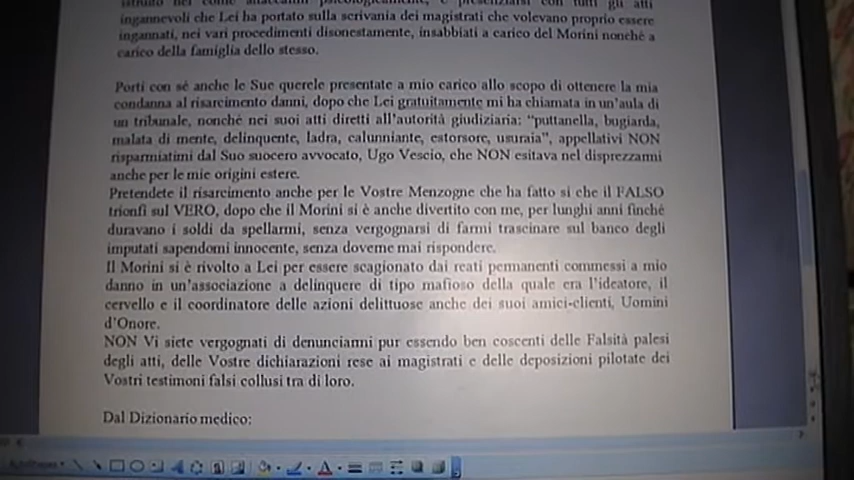 ingannevoli che Lei ha portato sulla scrivania dei magistrati che volevano proprio essere
ingannati, nei vari procedimenti disonestamente, insabbiati a carico del Morini nonché a
carico della famiglia dello stesso.
Porti con sé anche le Sue querele presentate a mio carico allo scopo di ottenere la mia
condanna al risarcimento danni, dopo che Lei gratuitamente mi ha chiamata in un'aula di
un tribunale, nonché nei suoi atti diretti all'autorità giudiziaria: "puttanella, bugiarda,
malata di mente, delinquente, ladra, calunniante, estorsore, usuraia", appellativi NON
risparmiatimi dal Suo suocero avvocato, Ugo Vescio, che NON esitava nel disprezzarmi
anche per le mie origini estere.
Pretendete il risarcimento anche per le Vostre Menzogne che ha fatto si che il FALSO
trionfi sul VERO, dopo che il Morini si è anche divertito con me, per lunghi anni finché
duravano i soldi da spellarmi, senza vergognarsi di farmi trascinare sul banco degli
imputati sapendomi innocente, senza doverne mai rispondere.
Il Morini si è rivolto a Lei per essere scagionato dai reati permanenti commessi a mio
danno in un'associazione a delinquere di tipo mafioso della quale era l'ideatore, il
cervello e il coordinatore delle azioni delittuose anche dei suoi amici-clienti, Uomini
d'Onore.
NON Vi siete vergognati di denunciarmi pur essendo ben coscenti delle Falsità palesi
degli atti, delle Vostre dichiarazioni rese ai magistrati e delle deposizioni pilotate dei
Vostri testimoni falsi collusi tra di loro.
Dal Dizionario medico: